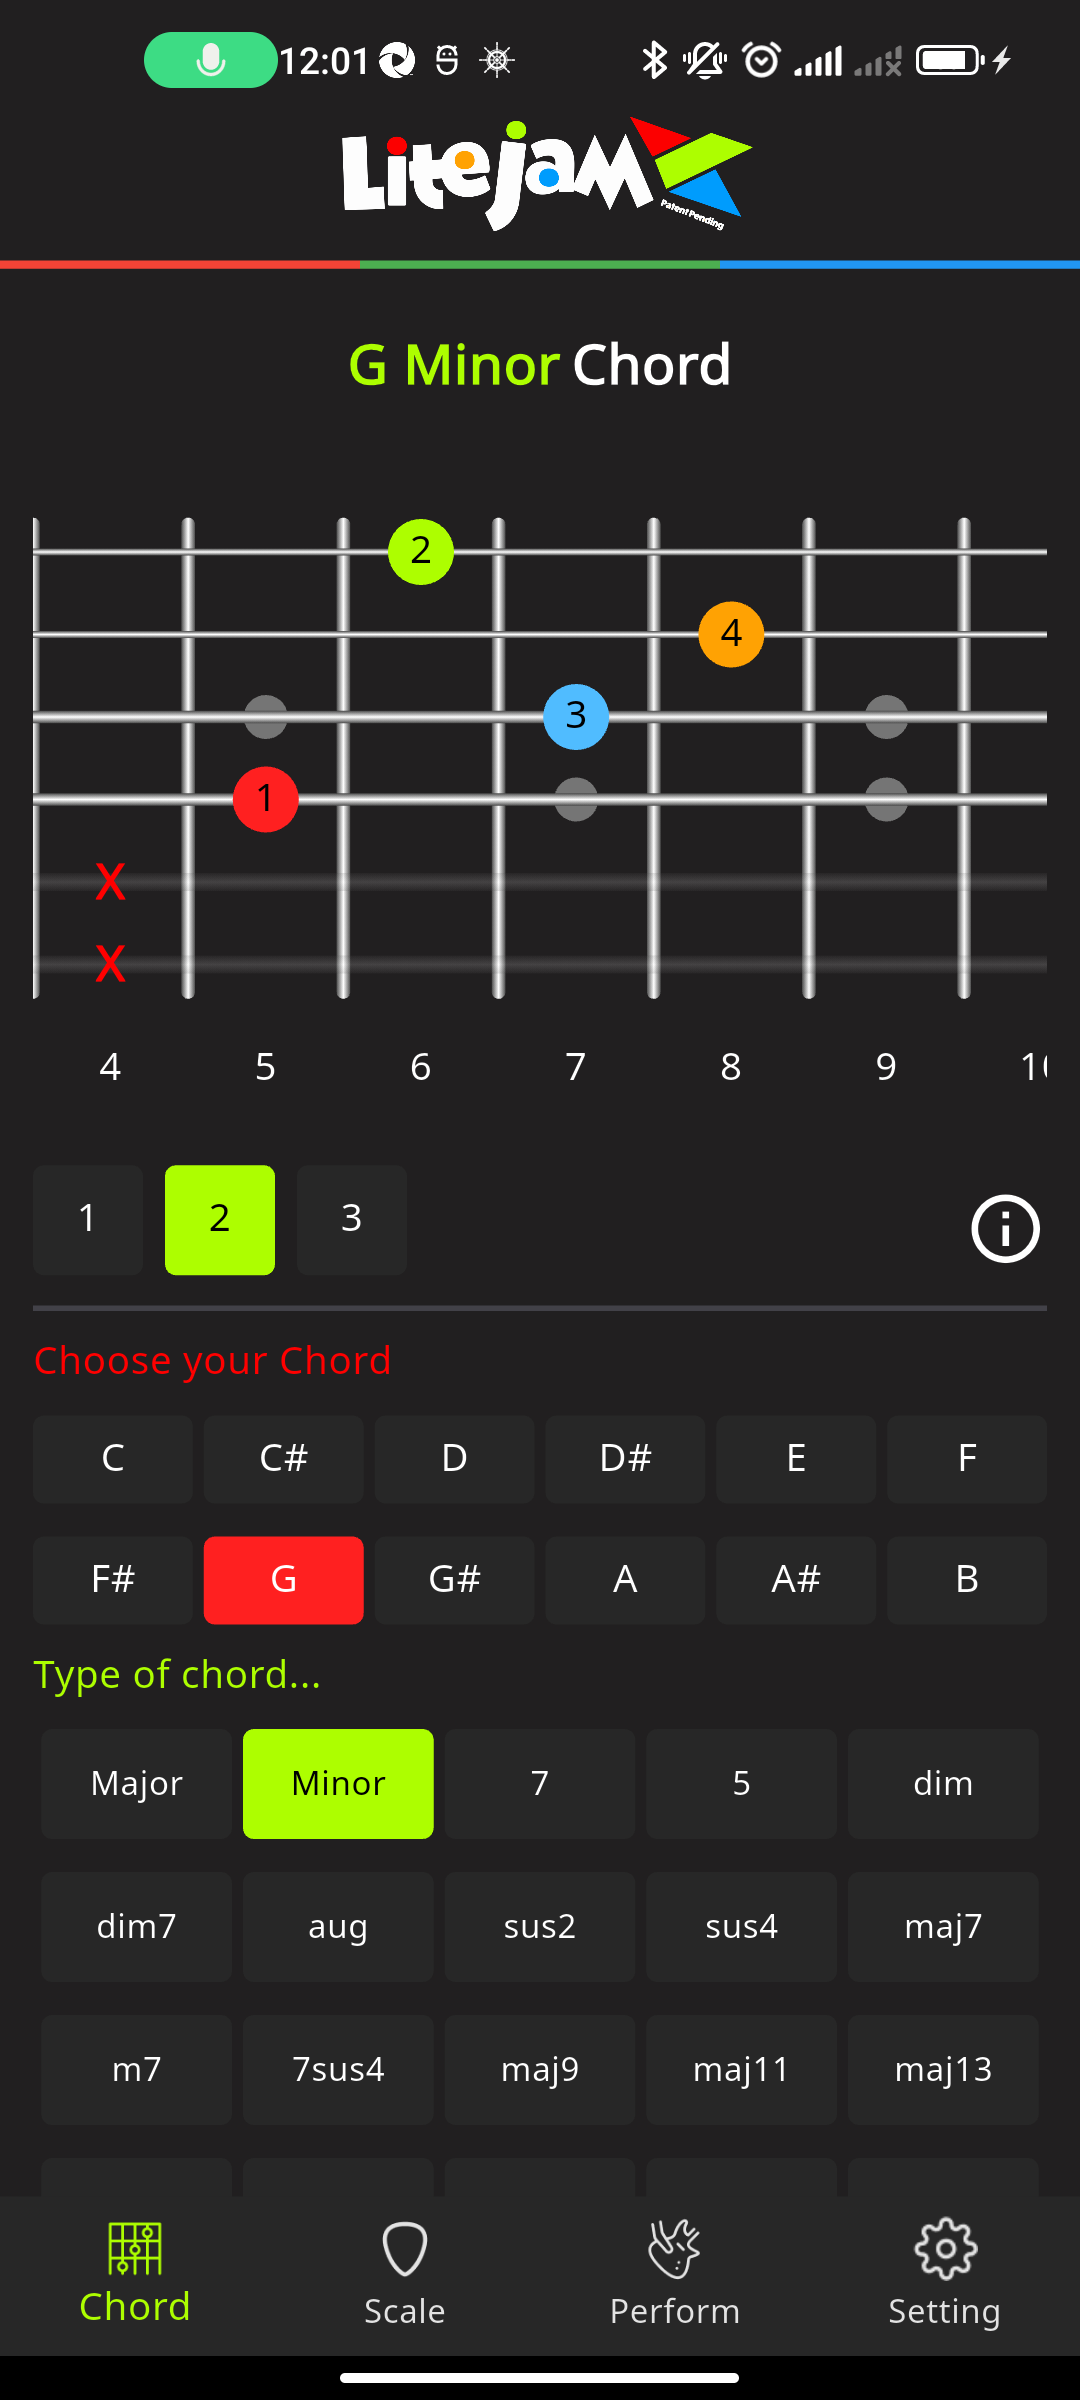 12:01
Litejam
Patent Pending
G Minor Chord
2
4
3
1
X
X
4 5 6 7 8 9
1 2 3
Choose your Chord
C C# D D# E F
F# G G# A A# B
Type of chord...
Major Minor 7 5 dim
dim7 aug sus2 sus4 maj7
m7 7sus4 maj9 maj11 maj13
Chord Scale Perform Setting